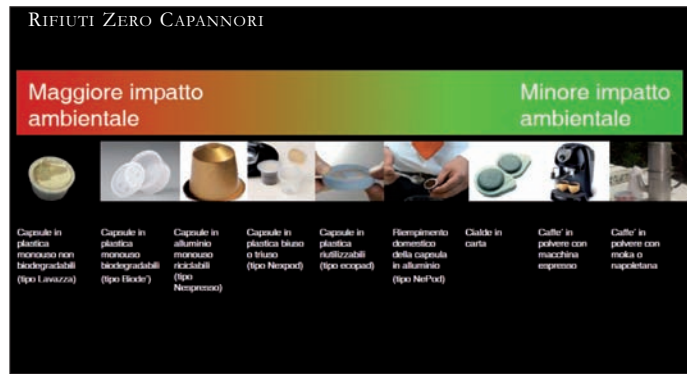 RIFIUTI ZERO CAPANNORI
Maggiore impatto
ambientale
Minore impatto
ambientale
Capsule in
plastica
monouso non
biodegradabili
(tipo Lavazza)
Capsule in
plastica
monouso
biodegradabili
(tipo Biode')
Capsule in
alluminio
monouso
riciclabili
(tipo
Nespresso)
Capsule in
plastica biuso
o triuso
(tipo Nexpod)
Capsule in
plastica
riutilizzabili
(tipo ecopad)
Riempimento
domestico
della capsula
in alluminio
(tipo NePod)
Cialde in
carta
Caffe' in
polvere con
macchina
espresso
Caffe' in
polvere con
moka o
napoletana